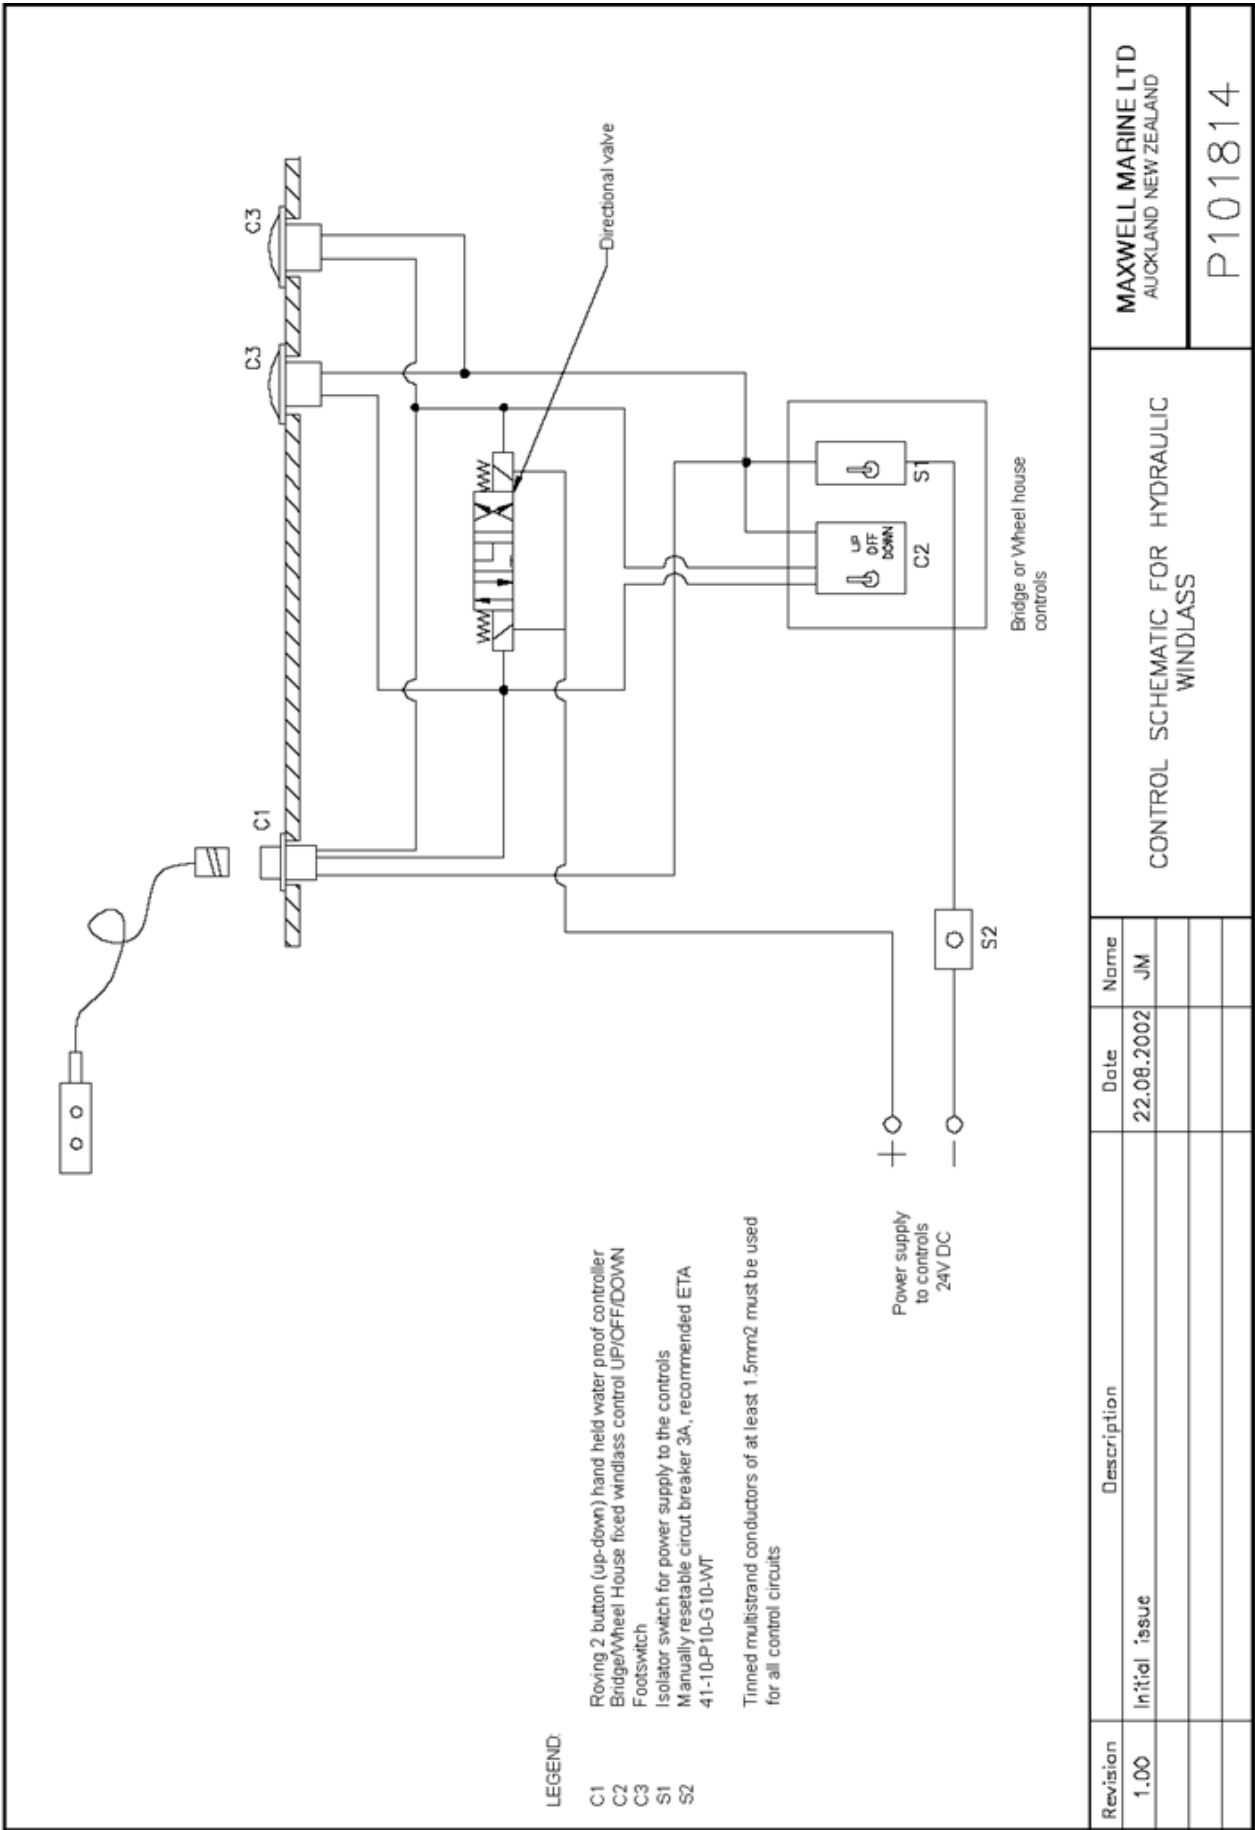 C1
C3
C3
Directional valve
UP
OFF
DOWN
C2
S1
Bridge or Wheel house
controls
S2
+
−
Power supply
to controls
24V DC
LEGEND:
C1 Roving 2 button (up-down) hand held water proof controller
C2 Bridge/Wheel House fixed windlass control UP/OFF/DOWN
C3 Footswitch
S1 Isolator switch for power supply to the controls
S2 Manually resetable circut breaker 3A, recommended ETA
41-10-P10-G10-WT
Tinned multistrand conductors of at least 1.5mm2 must be used
for all control circuits
Revision Description Date Name
1.00 Initial issue 22.08.2002 JM
CONTROL SCHEMATIC FOR HYDRAULIC
WINDLASS
MAXWELL MARINE LTD
AUCKLAND NEW ZEALAND
P101814